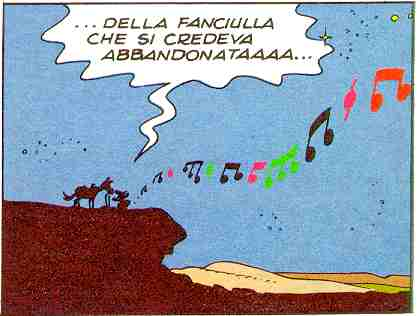 ...DELLA FANCIULLA
CHE SI CREDEVA
ABBANDONATAAAA...